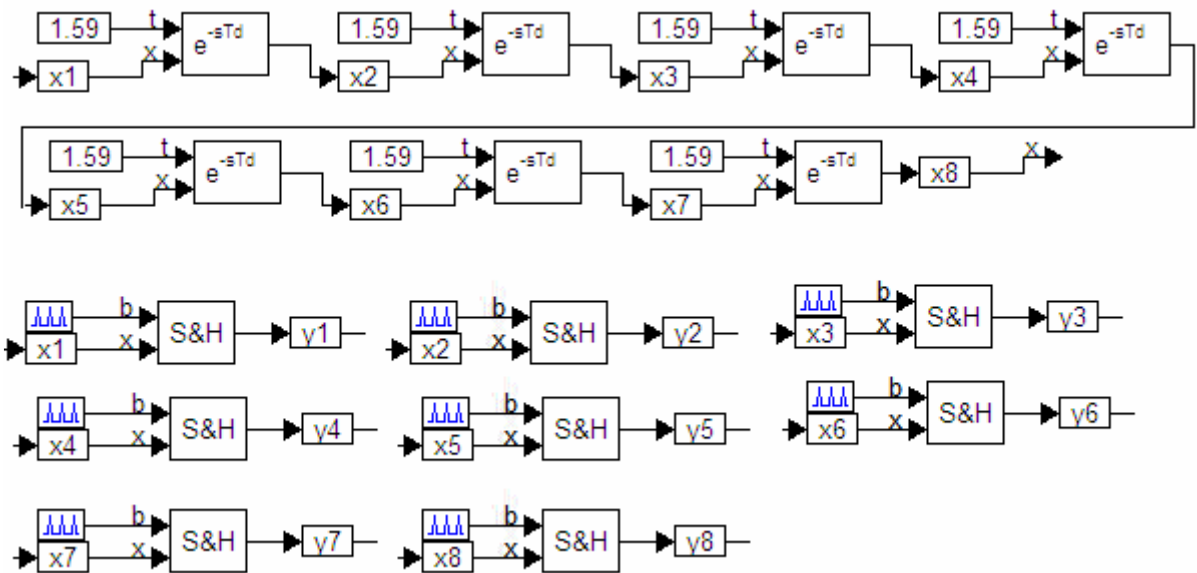 1.59 t e-sTd 1.59 t e-sTd 1.59 t e-sTd 1.59 t e-sTd
x1 x x2 x x3 x x4 x
1.59 t e-sTd 1.59 t e-sTd 1.59 t e-sTd x8 x
x5 x x6 x x7 x
b S&H y1 b S&H y2 b S&H y3
x1 x x2 x x3 x
b S&H y4 b S&H y5 b S&H y6
x4 x x5 x x6 x
b S&H y7 b S&H y8
x7 x x8 x